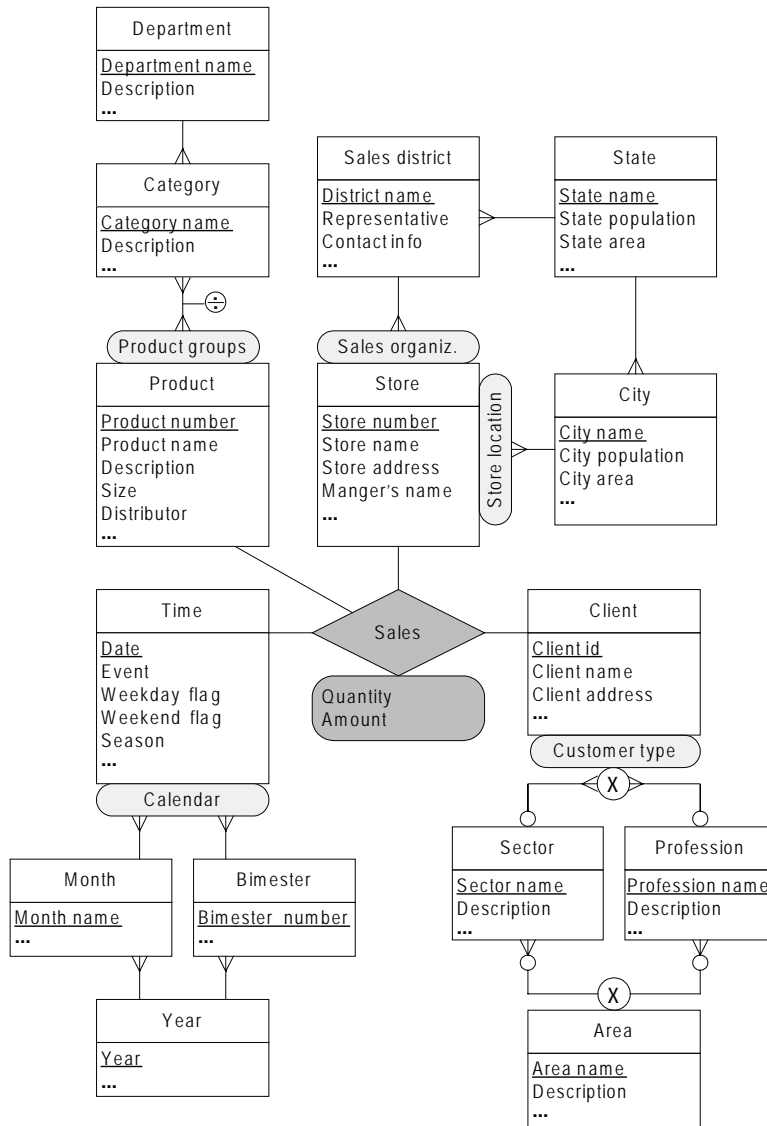 Department
Department name
Description
...
Category
Category name
Description
...
Product groups
Product
Product number
Product name
Description
Size
Distributor
...
Sales district
District name
Representative
Contact info
...
State
State name
State population
State area
...
Sales organiz.
Store
Store number
Store name
Store address
Manger's name
...
Store location
City
City name
City population
City area
...
Time
Date
Event
Weekday flag
Weekend flag
Season
...
Calendar
Sales
Quantity
Amount
Client
Client id
Client name
Client address
...
Customer type
X
Month
Month name
...
Bimester
Bimester number
...
Year
Year
...
Sector
Sector name
Description
...
Profession
Profession name
Description
...
X
Area
Area name
Description
...